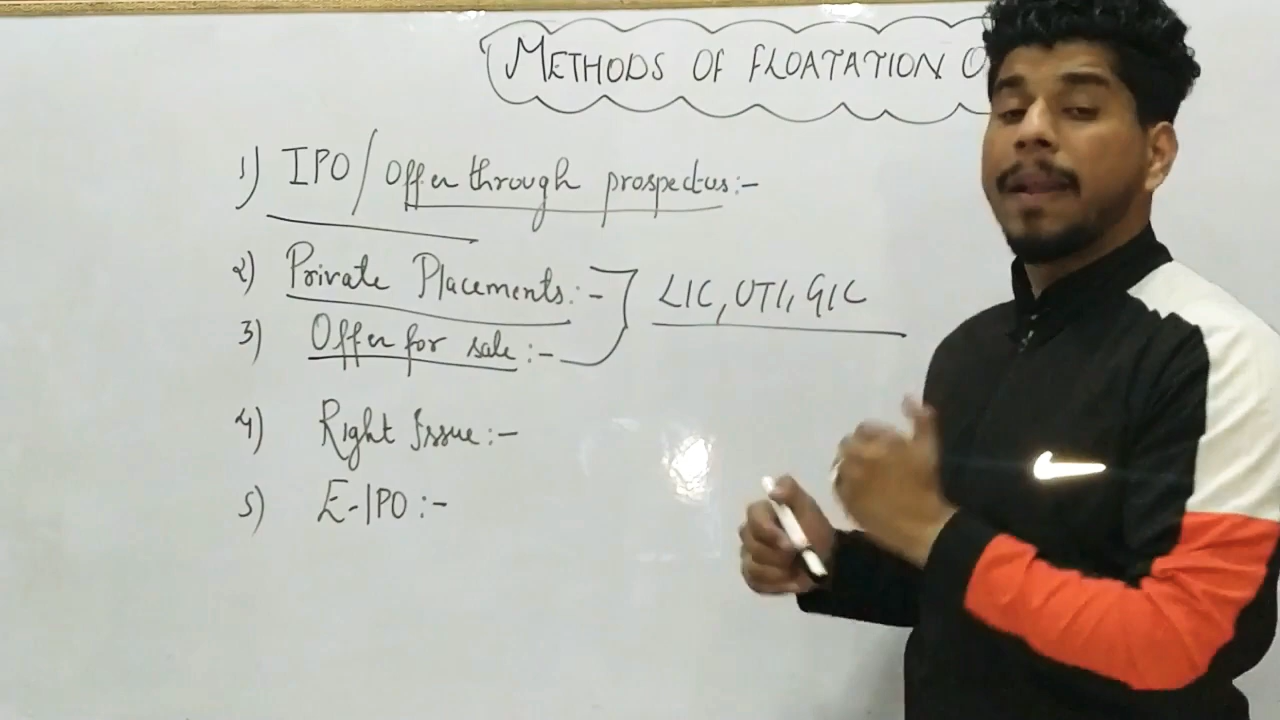 METHODS OF FLOATATION O
1) IPO/Offer through prospectus:-
2) Private Placements:-
LIC, UTI, GIC
3) Offer for sale:-
4) Right Issue:-
5) E-IPO:-